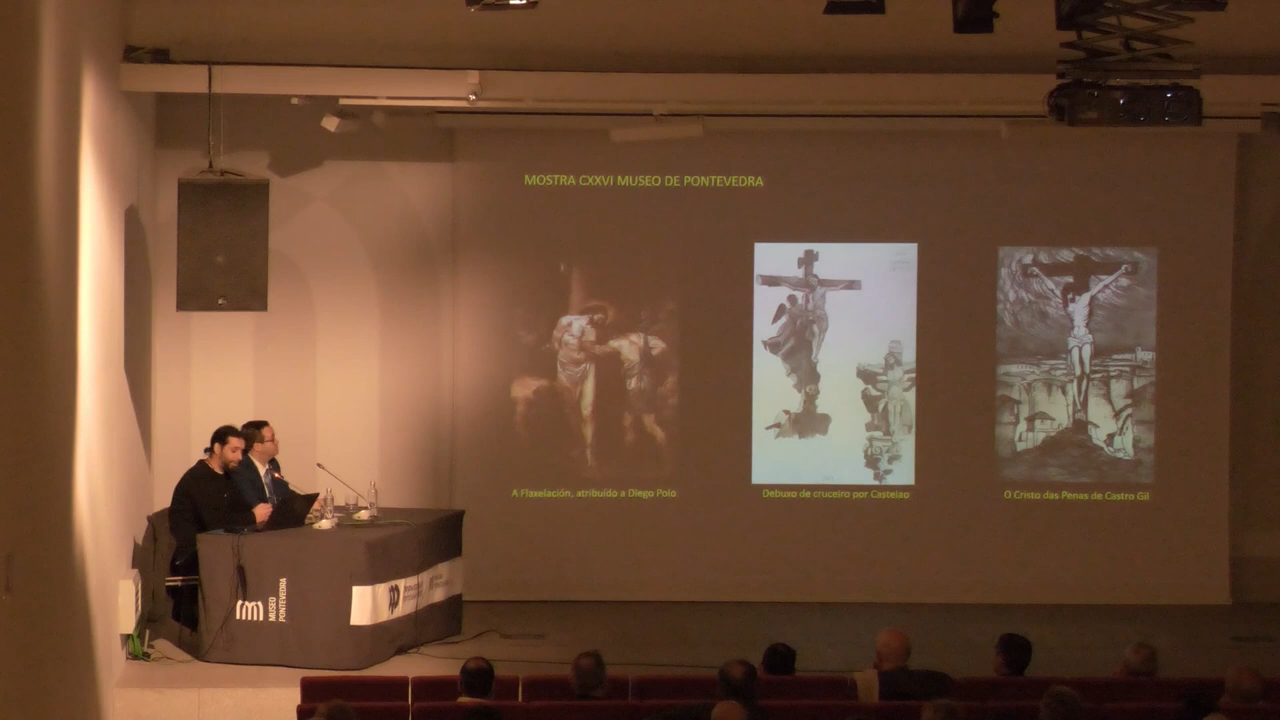 MOSTRA CXXVI MUSEO DE PONTEVEDRA
A Flaxelación, atribuído a Diego Polo
Debuxo de cruceiro por Castelao
O Cristo das Penas de Castro Gil
MUSEO
PONTEVEDRA